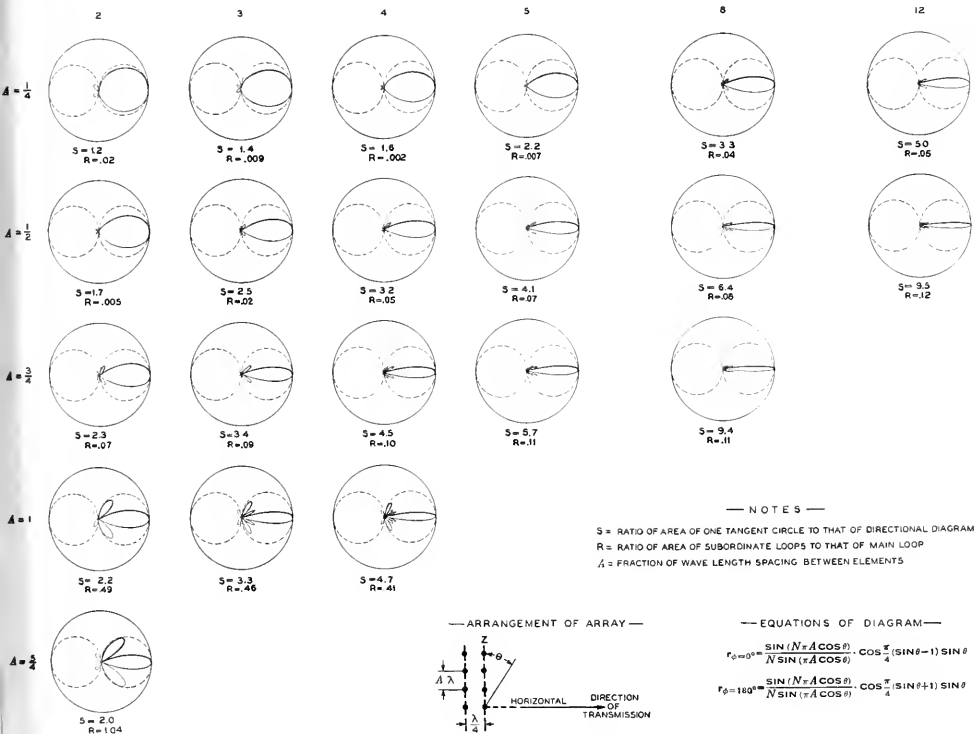 2 3 4 5 8 12
A = 1/4
S = 1.2 S = 1.4 S = 1.6 S = 2.2 S = 3 3 S = 50
R = .02 R = .009 R = .002 R = .007 R = .04 R = .05
A = 1/2
S = 1.7 S = 2.5 S = 3.2 S = 4.1 S = 6.4 S = 9.5
R = .005 R = .02 R = .05 R = .07 R = .08 R = .12
A = 3/4
S = 2.3 S = 3 4 S = 4.5 S = 5.7 S = 9.4
R = .07 R = .09 R = .10 R = .11 R = .11
A = 1
S = 2.2 S = 3.3 S = 4.7
R = .49 R = .46 R = .41
A = 5/4
S = 2.0
R = 1.04
— NOTES —
S = RATIO OF AREA OF ONE TANGENT CIRCLE TO THAT OF DIRECTIONAL DIAGRAM
R = RATIO OF AREA OF SUBORDINATE LOOPS TO THAT OF MAIN LOOP
A = FRACTION OF WAVE LENGTH SPACING BETWEEN ELEMENTS
— ARRANGEMENT OF ARRAY —
Z
θ
A λ
HORIZONTAL DIRECTION OF TRANSMISSION
λ/4
— EQUATIONS OF DIAGRAM —
r φ=0° = SIN (NπA COS θ) / N SIN (πA COS θ) · COS π/4 (SIN θ−1) SIN θ
r φ=180° = SIN (NπA COS θ) / N SIN (πA COS θ) · COS π/4 (SIN θ+1) SIN θ